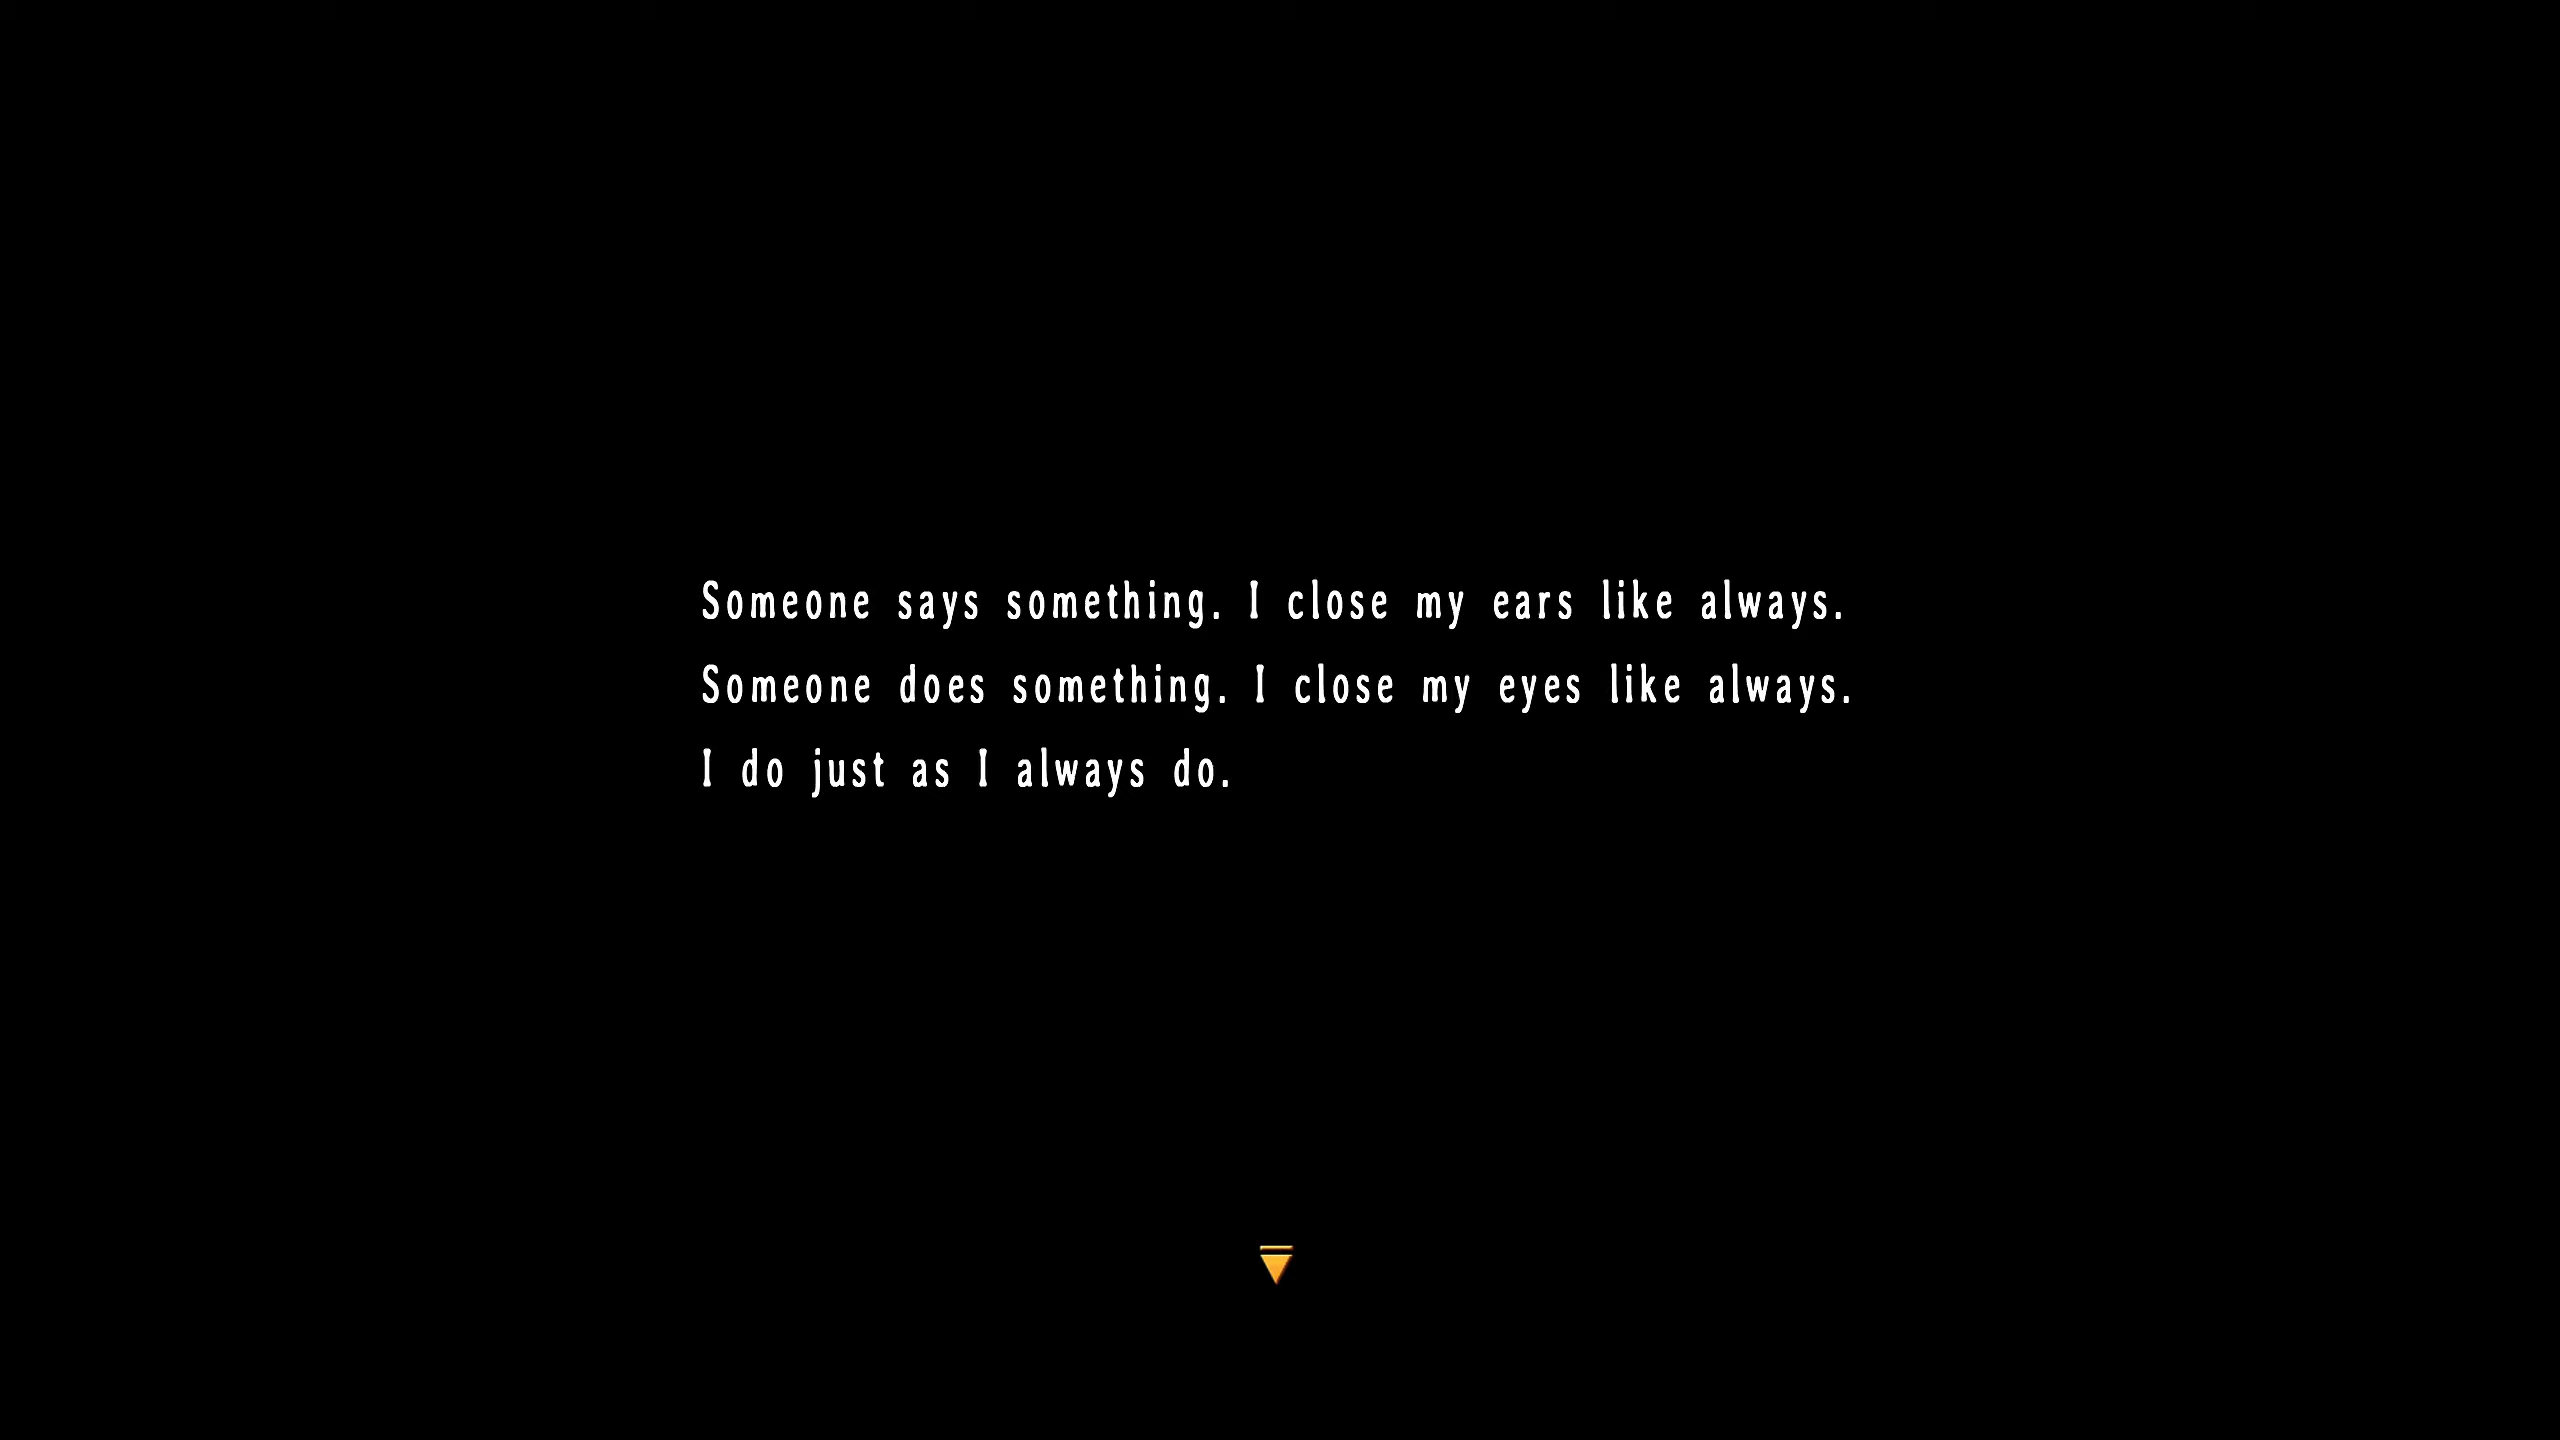 Someone says something. I close my ears like always.
Someone does something. I close my eyes like always.
I do just as I always do.